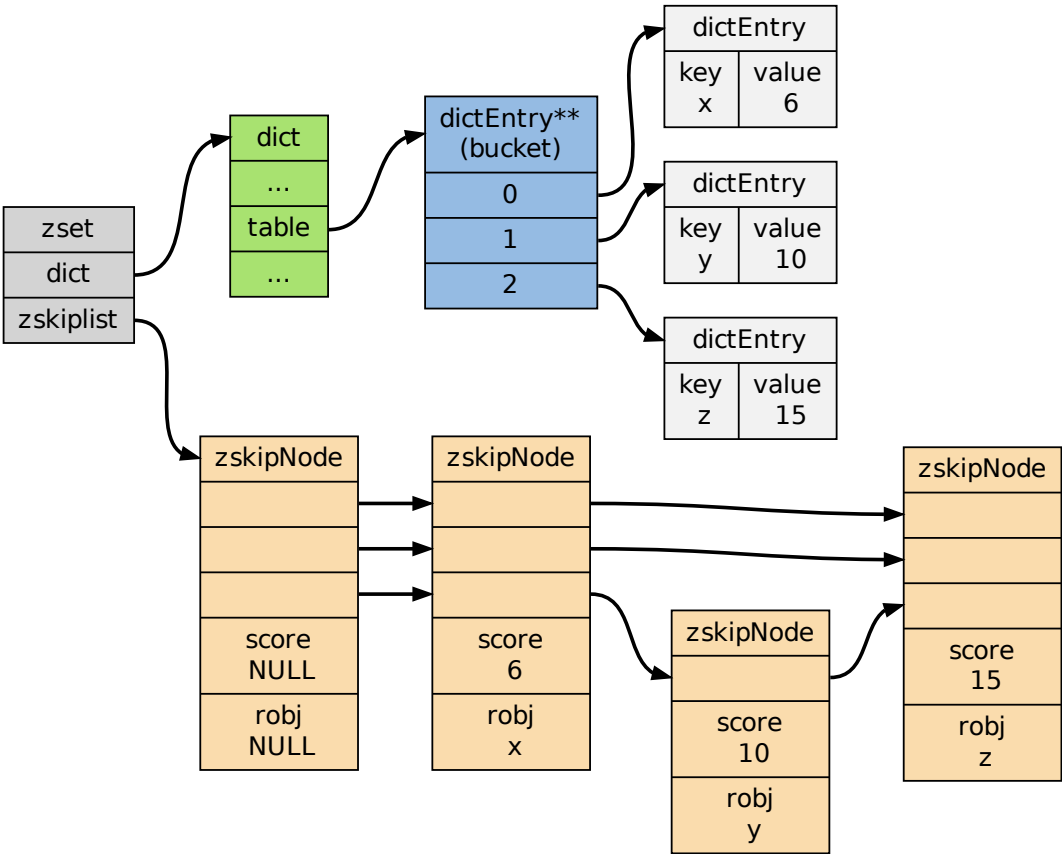 zset
dict
zskiplist
dict
...
table
...
dictEntry**
(bucket)
0
1
2
dictEntry
key
x
value
6
dictEntry
key
y
value
10
dictEntry
key
z
value
15
zskipNode
score
NULL
robj
NULL
zskipNode
score
6
robj
x
zskipNode
score
10
robj
y
zskipNode
score
15
robj
z